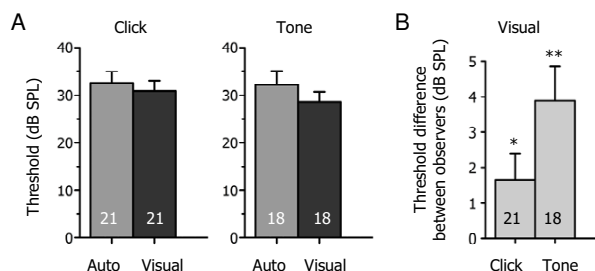 A
Click
Tone
Threshold (dB SPL)
40
30
20
10
0
21
21
Auto
Visual
40
30
20
10
0
18
18
Auto
Visual
B
Visual
Threshold difference
between observers (dB SPL)
5
4
3
2
1
0
*
**
21
18
Click
Tone